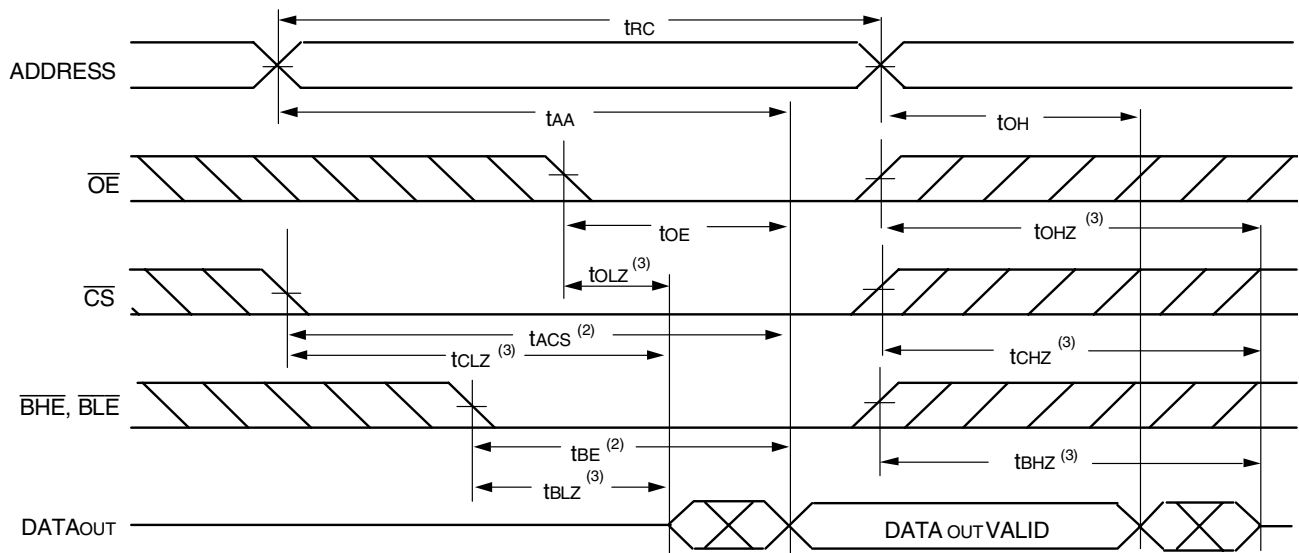 tRC
ADDRESS
tAA
tOH
OE
tOE
tOHZ (3)
tOLZ (3)
CS
tACS (2)
tCLZ (3)
tCHZ (3)
BHE, BLE
tBE (2)
tBHZ (3)
tBLZ (3)
DATAOUT
DATA OUT VALID